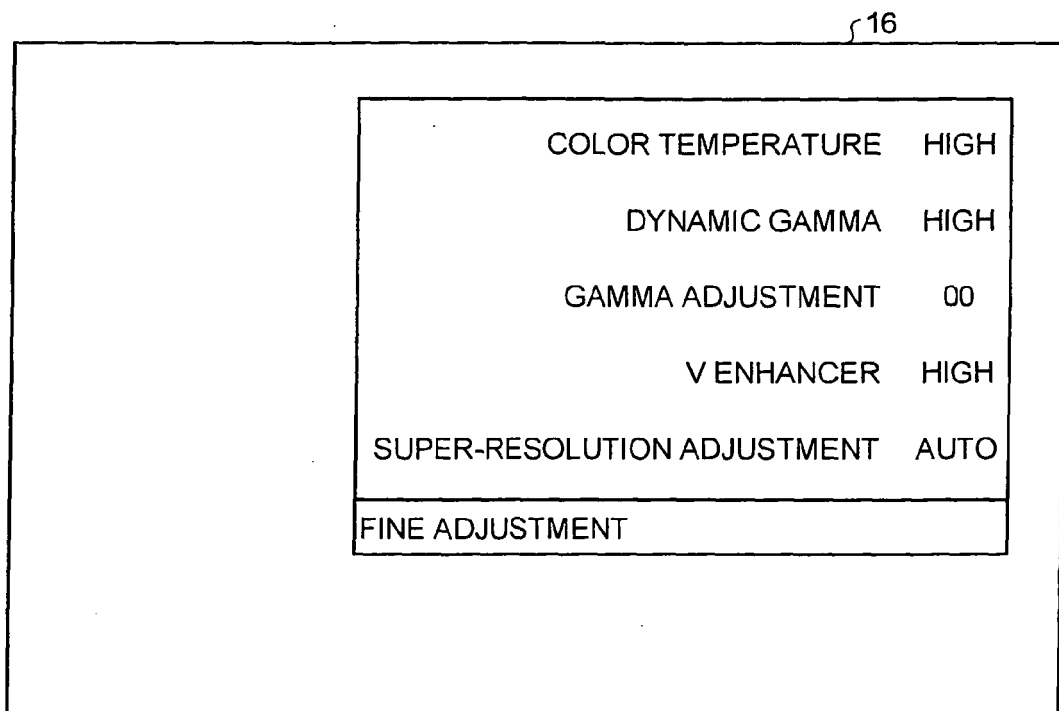 16
COLOR TEMPERATURE HIGH
DYNAMIC GAMMA HIGH
GAMMA ADJUSTMENT 00
V ENHANCER HIGH
SUPER-RESOLUTION ADJUSTMENT AUTO
FINE ADJUSTMENT